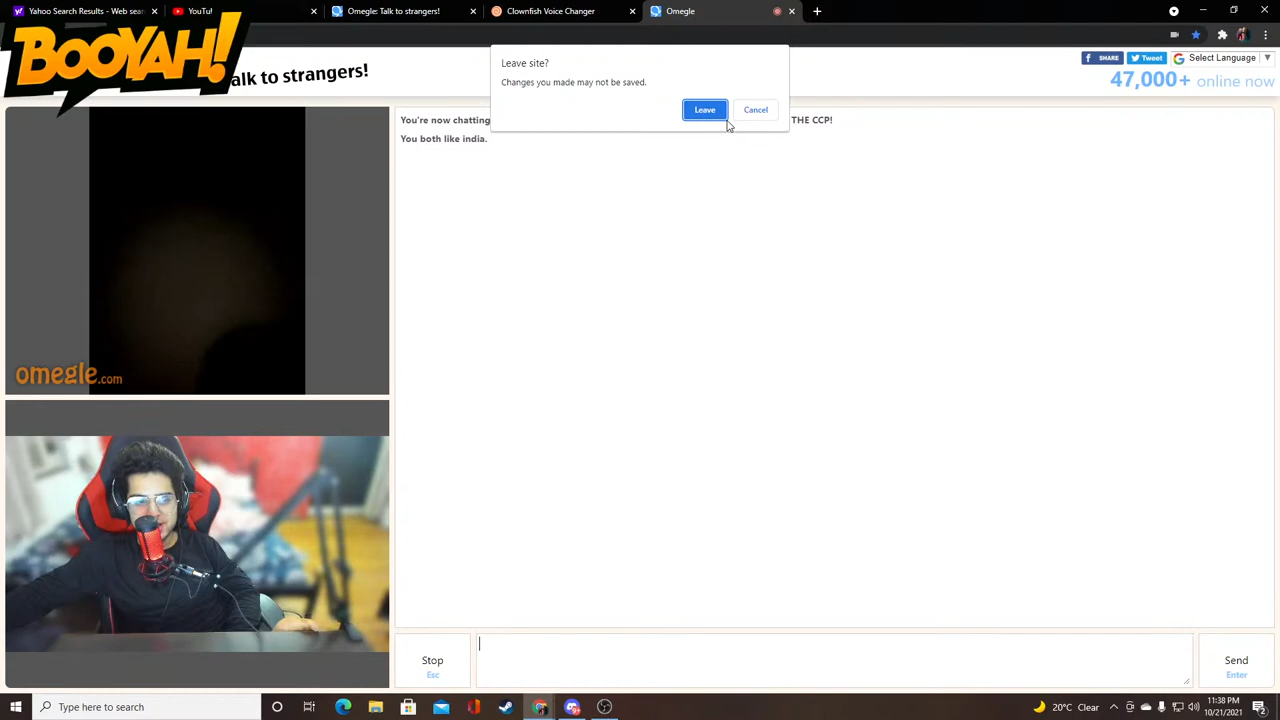 Yahoo Search - Web sear
YouTube
Omegle: Talk to strangers!
Clownfish Voice Changer
Omegle
BOOYAH!
alk to strangers!
Leave site?
Changes you made may not be saved.
Leave
Cancel
SHARE
Tweet
Select Language
47,000+ online now
You're now chatting
THE CCP!
You both like india.
omegle.com
Stop
Esc
Send
Enter
Type here to search
20°C Clear
11:38 PM
10/21/2021